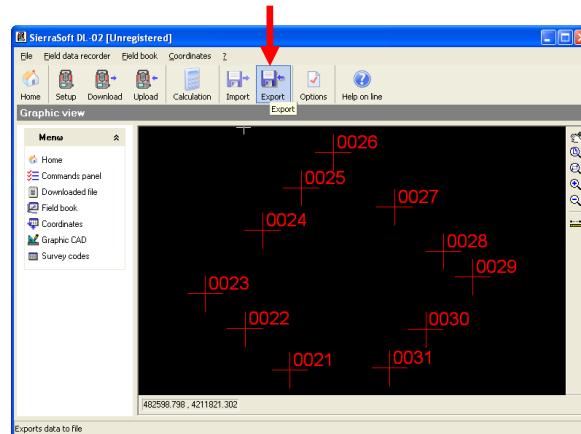 SierraSoft DL-02 [Unregistered]
File Field data recorder Field book Coordinates ?
Home Setup Download Upload Calculation Import Export Options Help on line
Export
Graphic view
Menu
Home
Commands panel
Downloaded file
Field book
Coordinates
Graphic CAD
Survey codes
0026
0025
0027
0024
0028
0029
0023
0022
0030
0021
0031
482598.798 , 4211821.302
Exports data to file